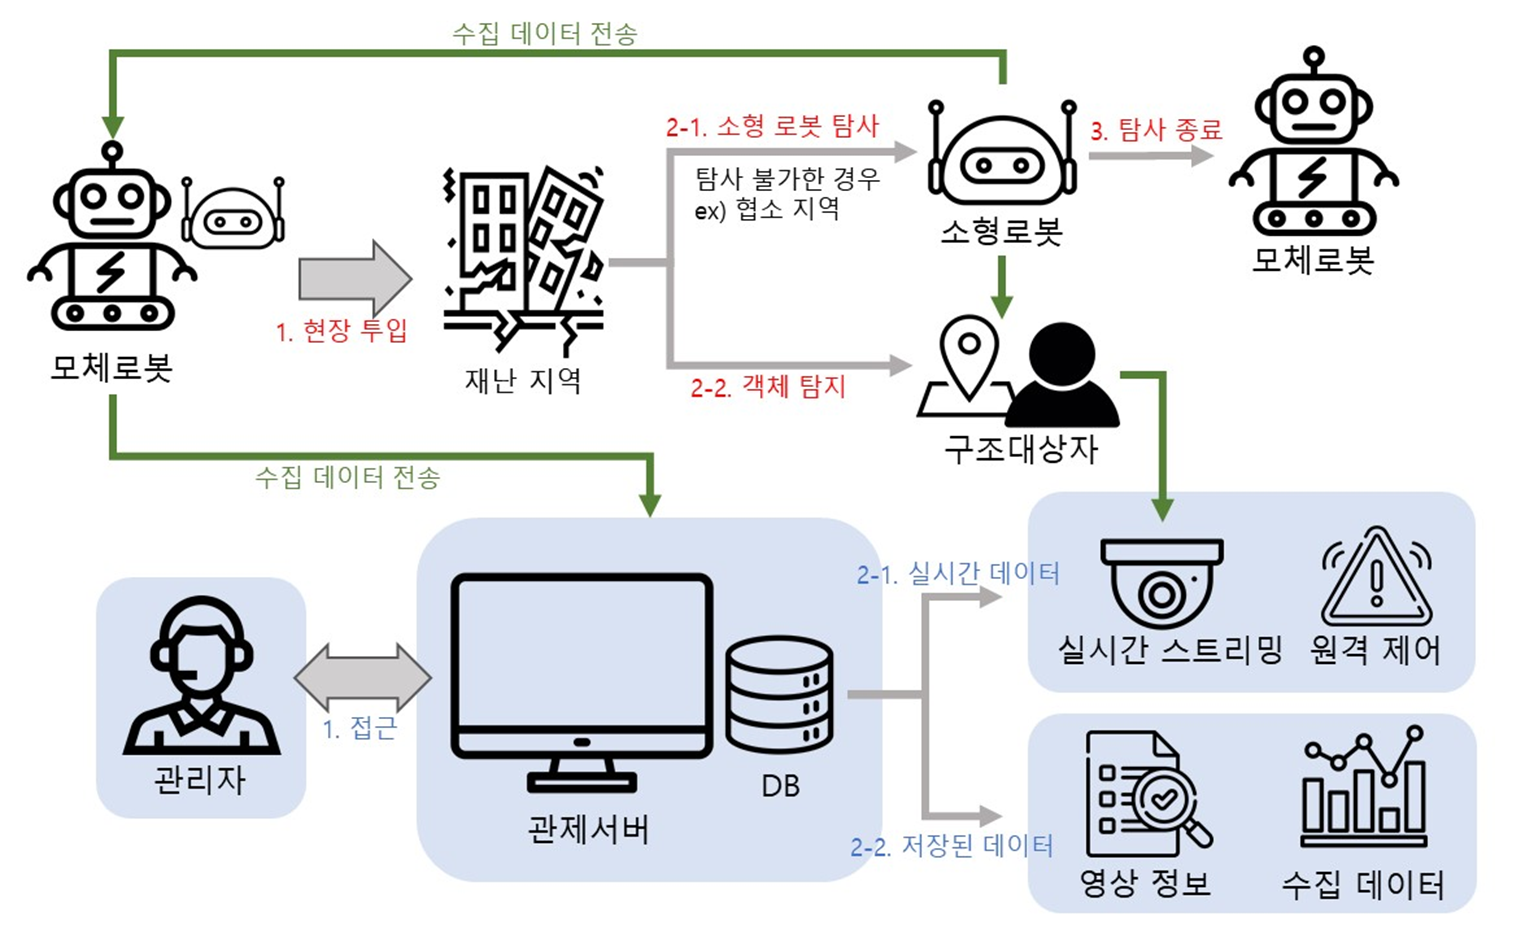 수집 데이터 전송
2-1. 소형 로봇 탐사
3. 탐사 종료
탐사 불가한 경우
ex) 협소 지역
소형로봇
모체로봇
1. 현장 투입
모체로봇
재난 지역
2-2. 객체 탐지
구조대상자
수집 데이터 전송
2-1. 실시간 데이터
실시간 스트리밍
원격 제어
1. 접근
관리자
DB
관제서버
2-2. 저장된 데이터
영상 정보
수집 데이터